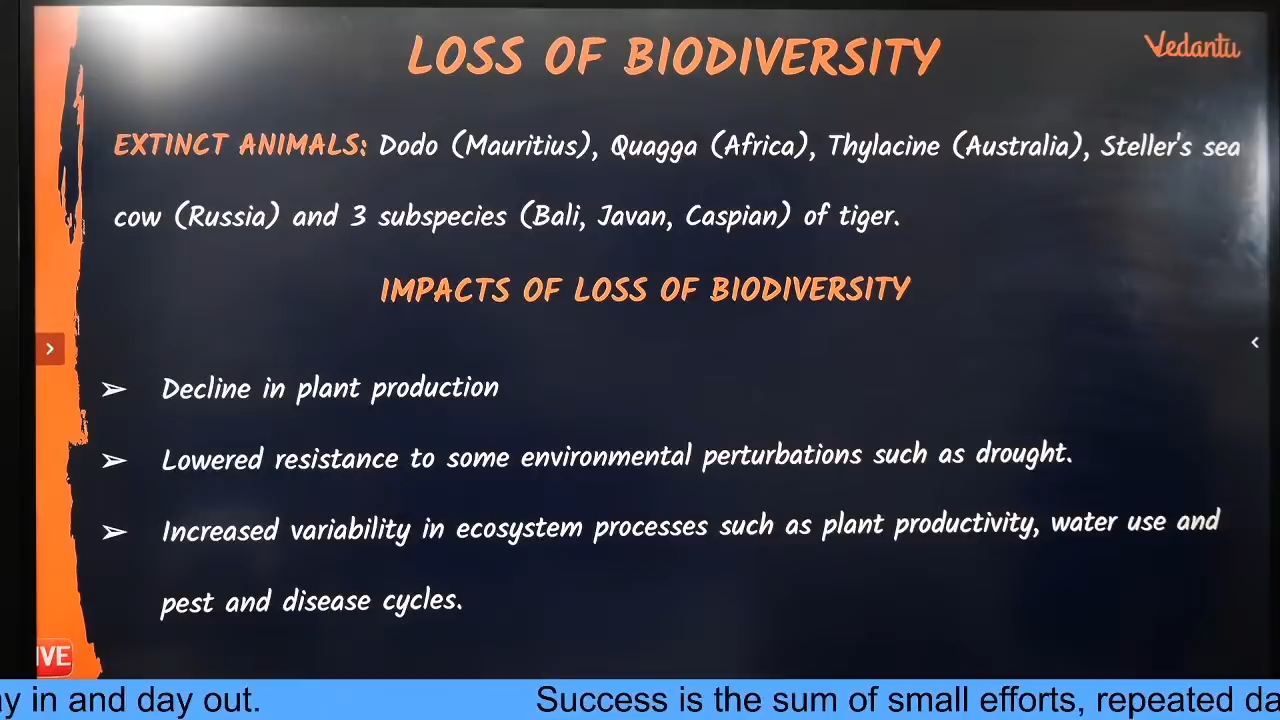 LOSS OF BIODIVERSITY
Vedantu
EXTINCT ANIMALS: Dodo (Mauritius), Quagga (Africa), Thylacine (Australia), Steller's sea
cow (Russia) and 3 subspecies (Bali, Javan, Caspian) of tiger.
IMPACTS OF LOSS OF BIODIVERSITY
➢ Decline in plant production
➢ Lowered resistance to some environmental perturbations such as drought.
➢ Increased variability in ecosystem processes such as plant productivity, water use and
pest and disease cycles.
IVE
y in and day out. Success is the sum of small efforts, repeated da